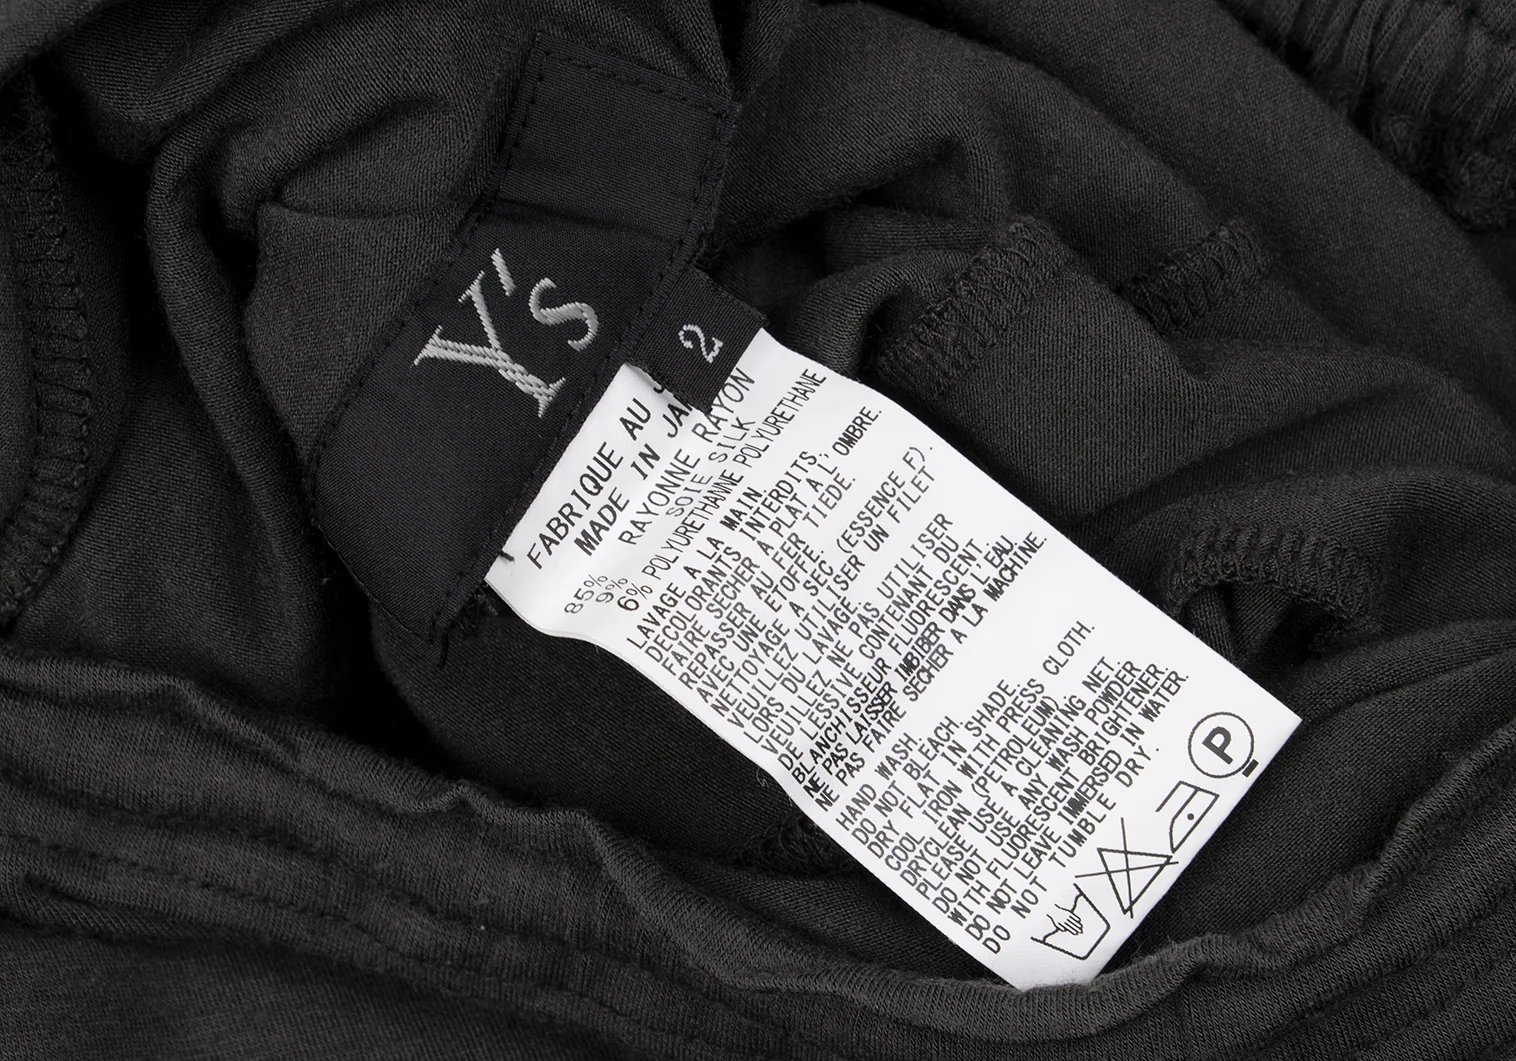 Y's
2
FABRIQUE AU
MADE IN
85% RAYONNE RAYON
9% SOIE SILK
6% POLYURETHANNE POLYURETHANE
LAVAGE A LA MAIN
DECOLORANTS INTERDITS.
FAIRE SECHER A PLAT A L'OMBRE.
REPASSER AU FER TIEDE.
AVEC UNE ETOFFE.
NETTOYAGE A SEC (ESSENCE F).
VEUILLEZ UTILISER UN FILET
LORS DU LAVAGE
VEUILLEZ NE PAS UTILISER
DE LESSIVE CONTENANT DU
BLANCHISSEUR FLUORESCENT
NE PAS LAISSER IMBIBER DANS L'EAU
NE PAS FAIRE SECHER A LA MACHINE.
HAND WASH.
DO NOT BLEACH.
DRY FLAT IN SHADE.
COOL IRON WITH PRESS CLOTH.
DRYCLEAN (PETROLEUM)
PLEASE USE A CLEANING NET.
DO NOT USE ANY WASH POWDER
WITH FLUORESCENT BRIGHTENER.
DO NOT LEAVE IMMERSED IN WATER.
DO NOT TUMBLE DRY.
P